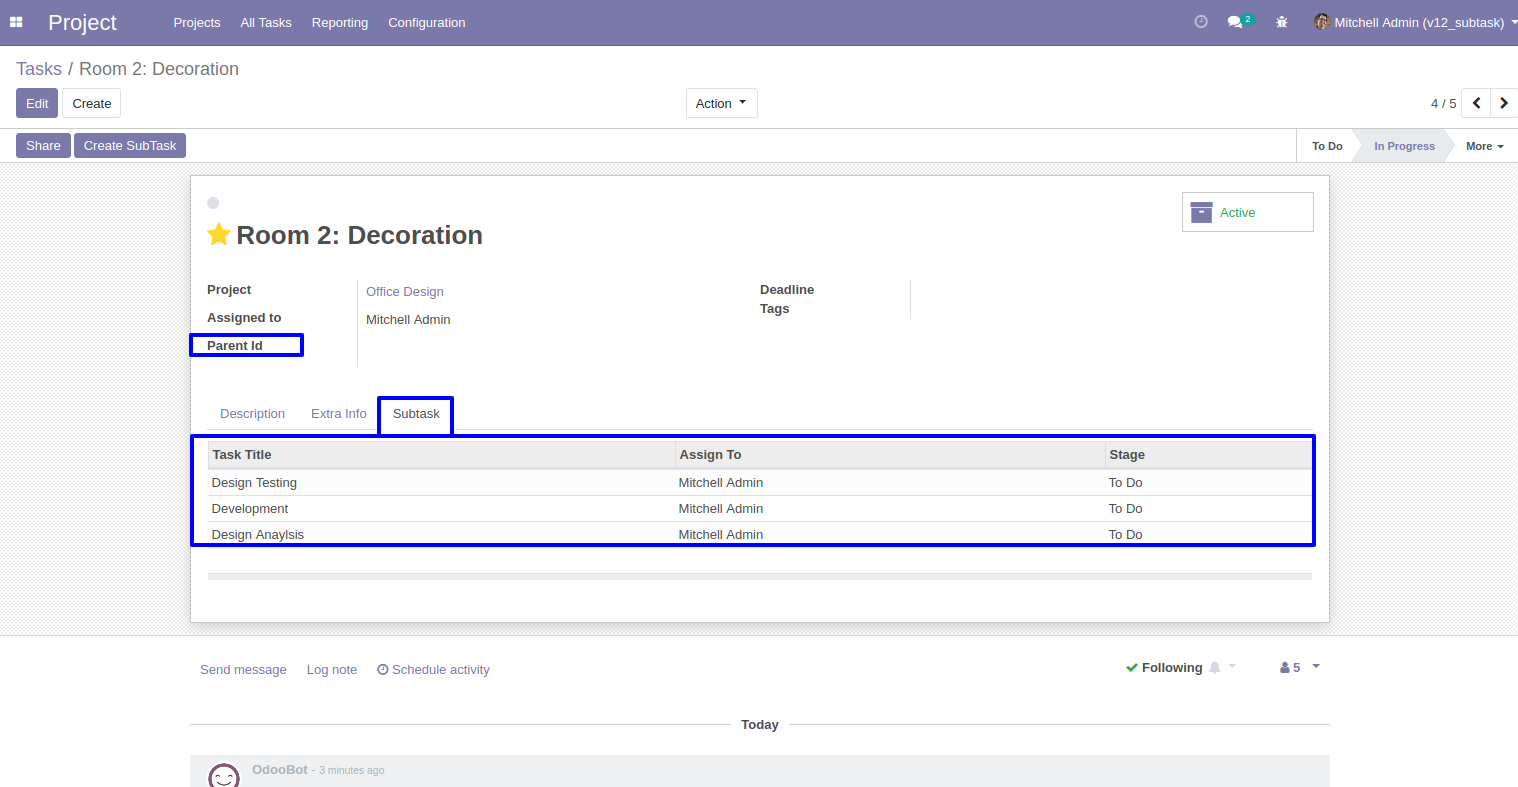 Project Projects All Tasks Reporting Configuration 2 Mitchell Admin (v12_subtask)
Tasks / Room 2: Decoration
Edit Create Action 4 / 5
Share Create SubTask To Do In Progress More
Active
Room 2: Decoration
Project Office Design Deadline
Tags
Assigned to Mitchell Admin
Parent Id
Description Extra Info Subtask
Task Title Assign To Stage
Design Testing Mitchell Admin To Do
Development Mitchell Admin To Do
Design Anaylsis Mitchell Admin To Do
Send message Log note Schedule activity Following 5
Today
OdooBot - 3 minutes ago